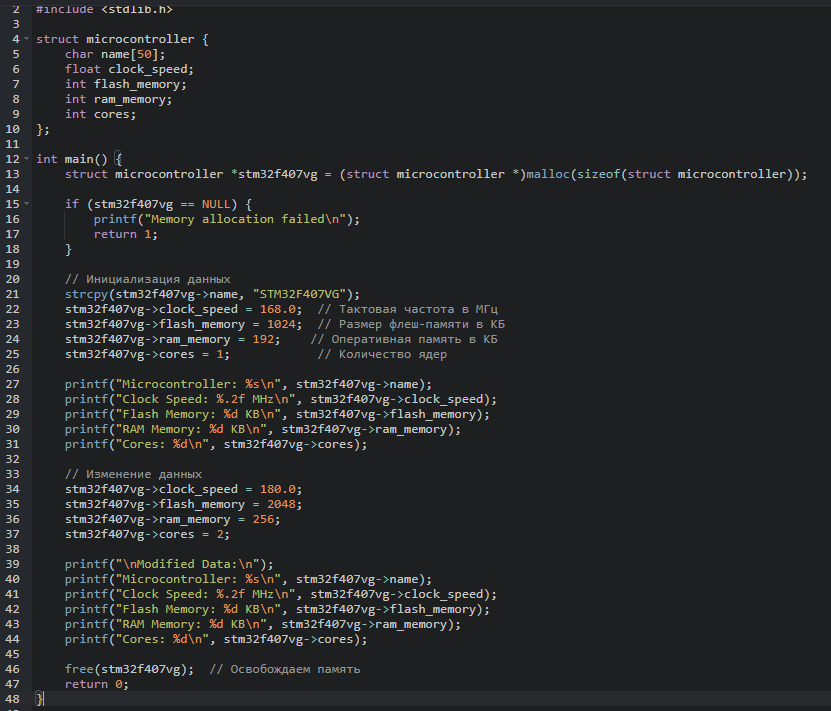 2 #include <stdlib.h>
3
4 struct microcontroller {
5     char name[50];
6     float clock_speed;
7     int flash_memory;
8     int ram_memory;
9     int cores;
10 };
11
12 int main() {
13     struct microcontroller *stm32f407vg = (struct microcontroller *)malloc(sizeof(struct microcontroller));
14
15     if (stm32f407vg == NULL) {
16         printf("Memory allocation failed\n");
17         return 1;
18     }
19
20     // Инициализация данных
21     strcpy(stm32f407vg->name, "STM32F407VG");
22     stm32f407vg->clock_speed = 168.0;  // Тактовая частота в МГц
23     stm32f407vg->flash_memory = 1024;  // Размер флеш-памяти в КБ
24     stm32f407vg->ram_memory = 192;    // Оперативная память в КБ
25     stm32f407vg->cores = 1;            // Количество ядер
26
27     printf("Microcontroller: %s\n", stm32f407vg->name);
28     printf("Clock Speed: %.2f MHz\n", stm32f407vg->clock_speed);
29     printf("Flash Memory: %d KB\n", stm32f407vg->flash_memory);
30     printf("RAM Memory: %d KB\n", stm32f407vg->ram_memory);
31     printf("Cores: %d\n", stm32f407vg->cores);
32
33     // Изменение данных
34     stm32f407vg->clock_speed = 180.0;
35     stm32f407vg->flash_memory = 2048;
36     stm32f407vg->ram_memory = 256;
37     stm32f407vg->cores = 2;
38
39     printf("\nModified Data:\n");
40     printf("Microcontroller: %s\n", stm32f407vg->name);
41     printf("Clock Speed: %.2f MHz\n", stm32f407vg->clock_speed);
42     printf("Flash Memory: %d KB\n", stm32f407vg->flash_memory);
43     printf("RAM Memory: %d KB\n", stm32f407vg->ram_memory);
44     printf("Cores: %d\n", stm32f407vg->cores);
45
46     free(stm32f407vg);  // Освобождаем память
47     return 0;
48 }